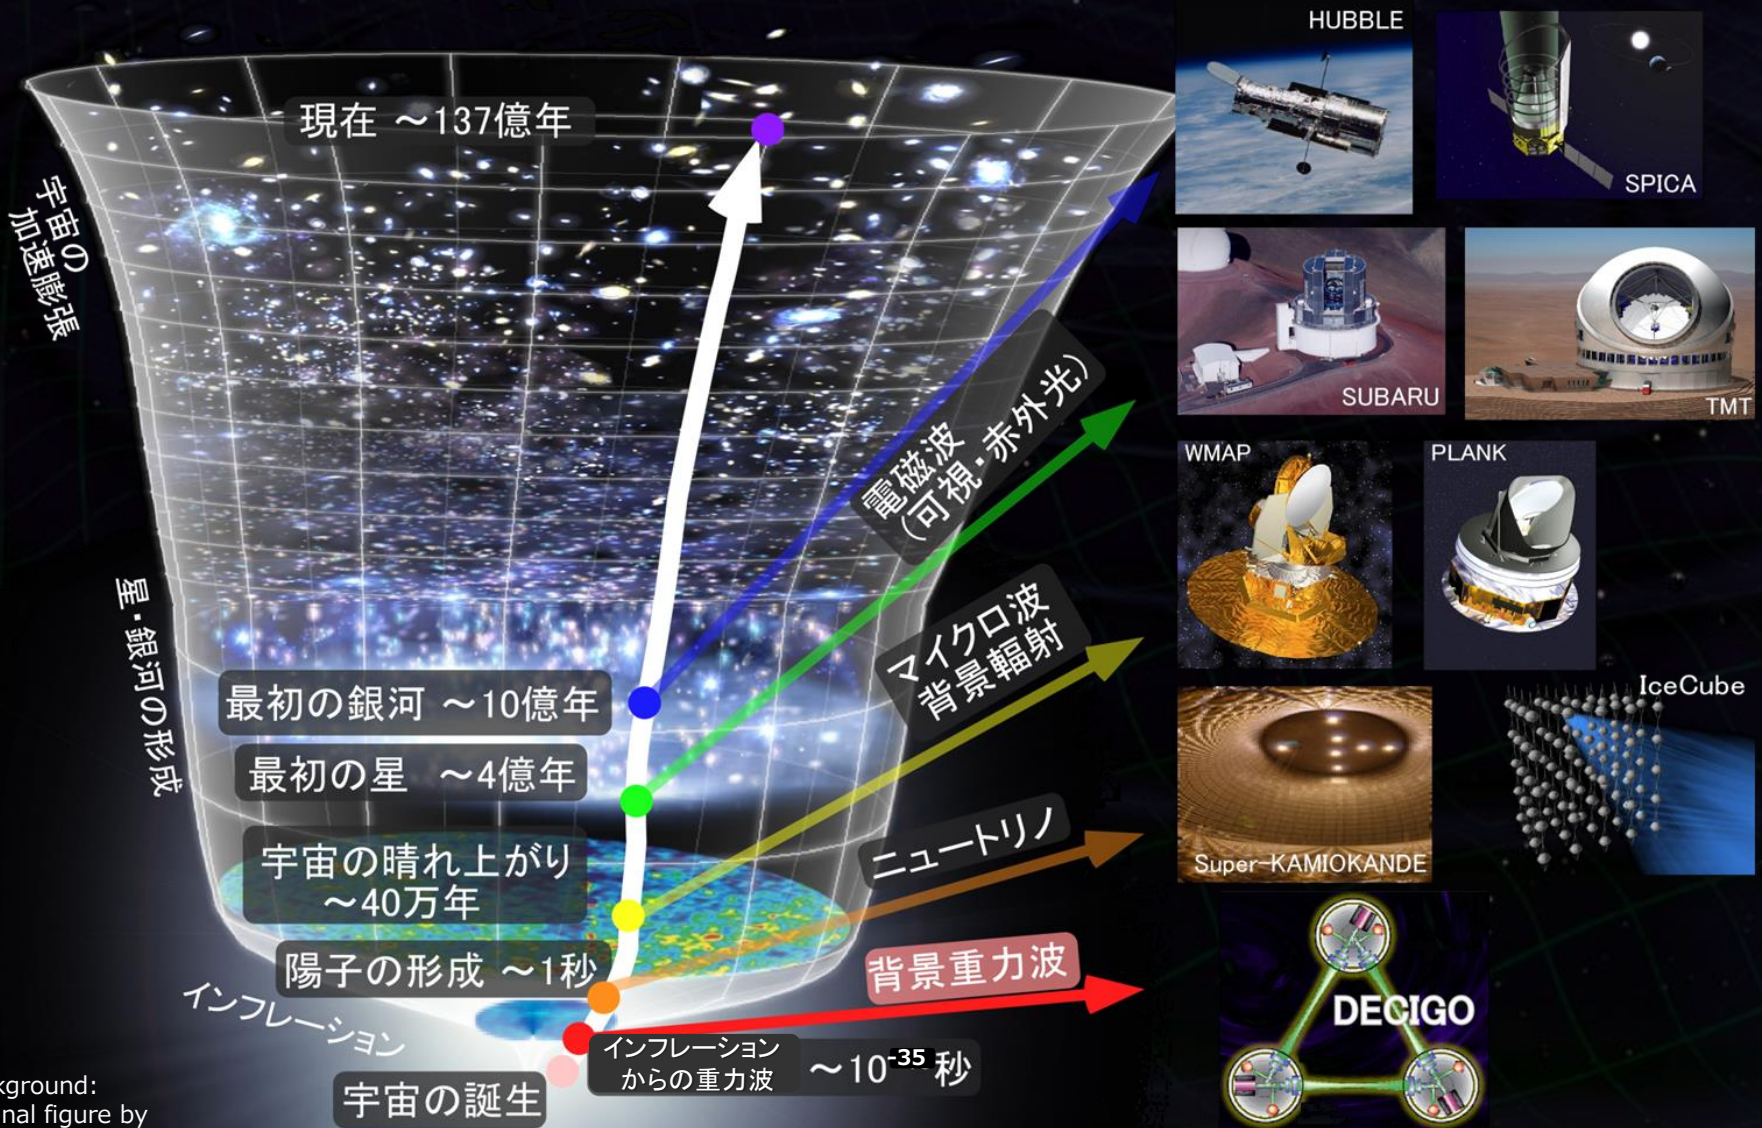 現在 ～137億年
宇宙の
加速膨張
星・銀河の形成
最初の銀河 ～10億年
最初の星 ～4億年
宇宙の晴れ上がり
～40万年
陽子の形成 ～1秒
インフレーション
宇宙の誕生
インフレーション
からの重力波
～10-35秒
電磁波
(可視・赤外光)
マイクロ波
背景輻射
ニュートリノ
背景重力波
HUBBLE
SPICA
SUBARU
TMT
WMAP
PLANK
Super-KAMIOKANDE
IceCube
DECIGO
kground:
nal figure by